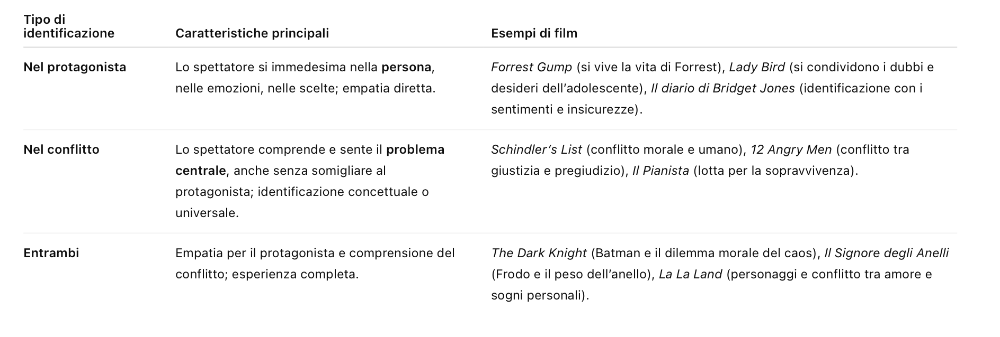 Tipo di
identificazione
Caratteristiche principali
Esempi di film
Nel protagonista
Lo spettatore si immedesima nella persona,
nelle emozioni, nelle scelte; empatia diretta.
Forrest Gump (si vive la vita di Forrest), Lady Bird (si condividono i dubbi e
desideri dell’adolescente), Il diario di Bridget Jones (identificazione con i
sentimenti e insicurezze).
Nel conflitto
Lo spettatore comprende e sente il problema
centrale, anche senza somigliare al
protagonista; identificazione concettuale o
universale.
Schindler’s List (conflitto morale e umano), 12 Angry Men (conflitto tra
giustizia e pregiudizio), Il Pianista (lotta per la sopravvivenza).
Entrambi
Empatia per il protagonista e comprensione del
conflitto; esperienza completa.
The Dark Knight (Batman e il dilemma morale del caos), Il Signore degli Anelli
(Frodo e il peso dell’anello), La La Land (personaggi e conflitto tra amore e
sogni personali).